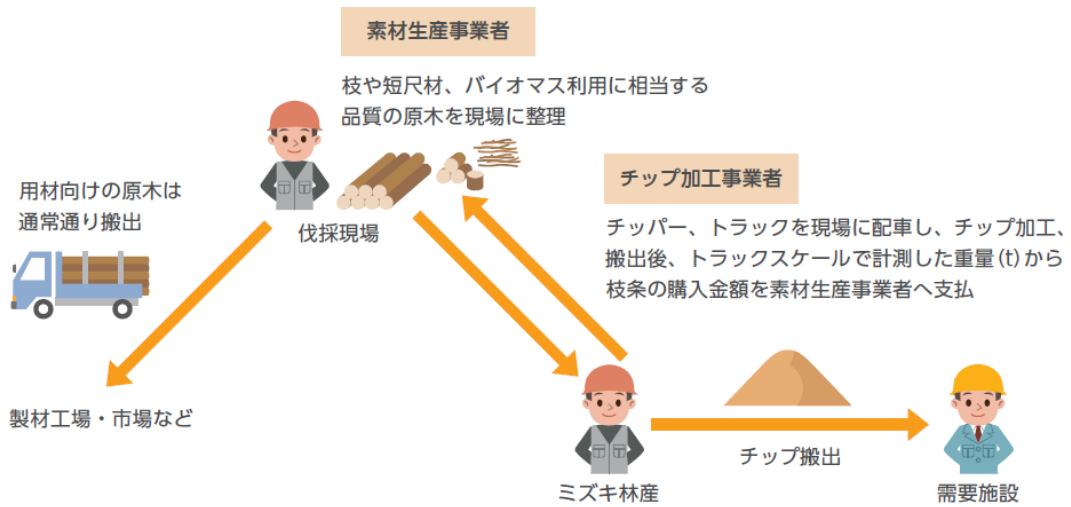 素材生産事業者
枝や短尺材、バイオマス利用に相当する
品質の原木を現場に整理
用材向けの原木は
通常通り搬出
伐採現場
チップ加工事業者
チッパー、トラックを現場に配車し、チップ加工、
搬出後、トラックスケールで計測した重量(t)から
枝条の購入金額を素材生産事業者へ支払
製材工場・市場など
チップ搬出
ミズキ林産
需要施設